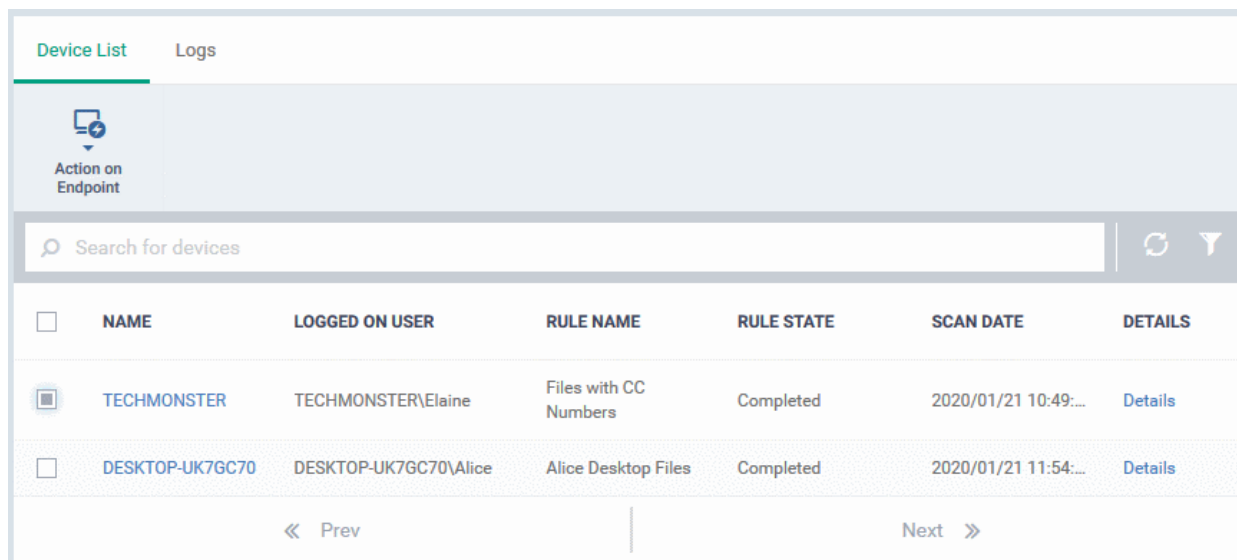 Device List Logs
Action on
Endpoint
Search for devices
NAME LOGGED ON USER RULE NAME RULE STATE SCAN DATE DETAILS
TECHMONSTER TECHMONSTER\Elaine Files with CC Numbers Completed 2020/01/21 10:49:... Details
DESKTOP-UK7GC70 DESKTOP-UK7GC70\Alice Alice Desktop Files Completed 2020/01/21 11:54:... Details
Prev Next